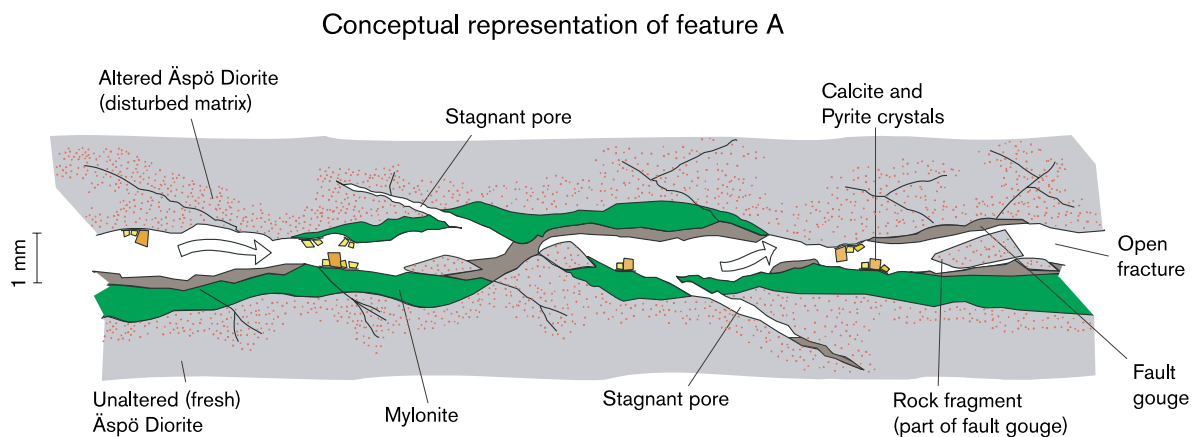 Conceptual representation of feature A
Altered Äspö Diorite
(disturbed matrix)
Stagnant pore
Calcite and
Pyrite crystals
1 mm
Open
fracture
Unaltered (fresh)
Äspö Diorite
Mylonite
Stagnant pore
Rock fragment
(part of fault gouge)
Fault
gouge